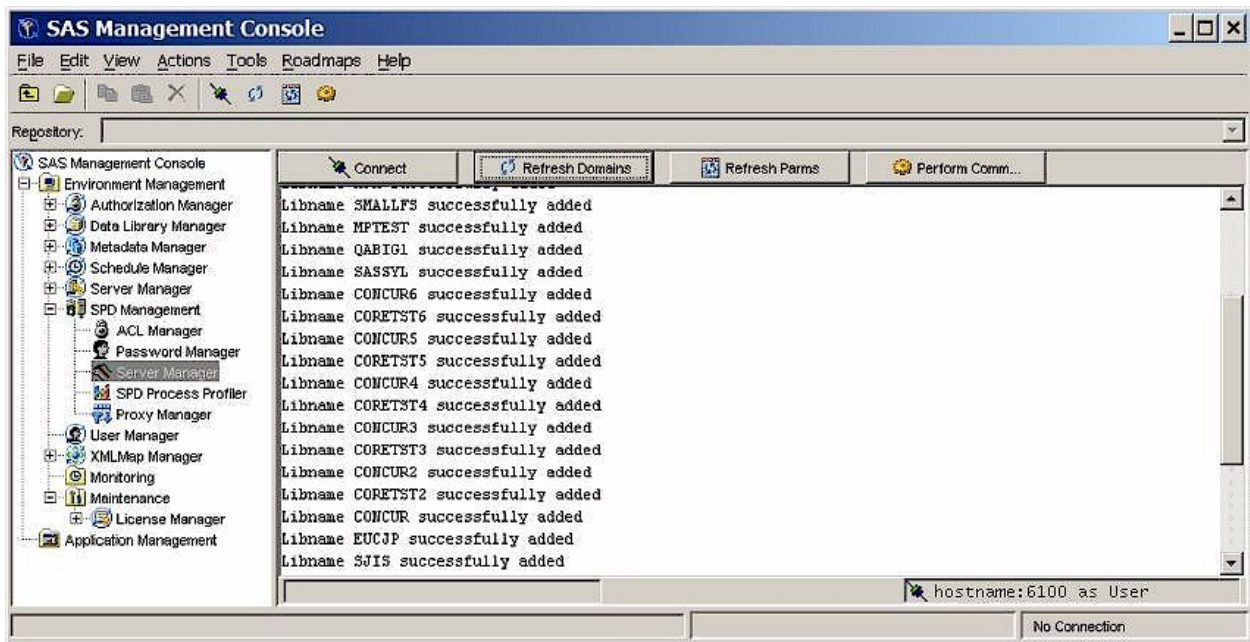 SAS Management Console
File Edit View Actions Tools Roadmaps Help
Repository:
SAS Management Console
Environment Management
Authorization Manager
Data Library Manager
Metadata Manager
Schedule Manager
Server Manager
SPD Management
ACL Manager
Password Manager
Server Manager
SPD Process Profiler
Proxy Manager
User Manager
XMLMap Manager
Monitoring
Maintenance
License Manager
Application Management
Connect Refresh Domains Refresh Parms Perform Comm...
Libname SMALLFS successfully added
Libname MPTEST successfully added
Libname QABIG1 successfully added
Libname SASSYL successfully added
Libname CONCUR6 successfully added
Libname CORETST6 successfully added
Libname CONCUR5 successfully added
Libname CORETST5 successfully added
Libname CONCUR4 successfully added
Libname CORETST4 successfully added
Libname CONCUR3 successfully added
Libname CORETST3 successfully added
Libname CONCUR2 successfully added
Libname CORETST2 successfully added
Libname CONCUR successfully added
Libname EUCJP successfully added
Libname SJIS successfully added
hostname:6100 as User
No Connection